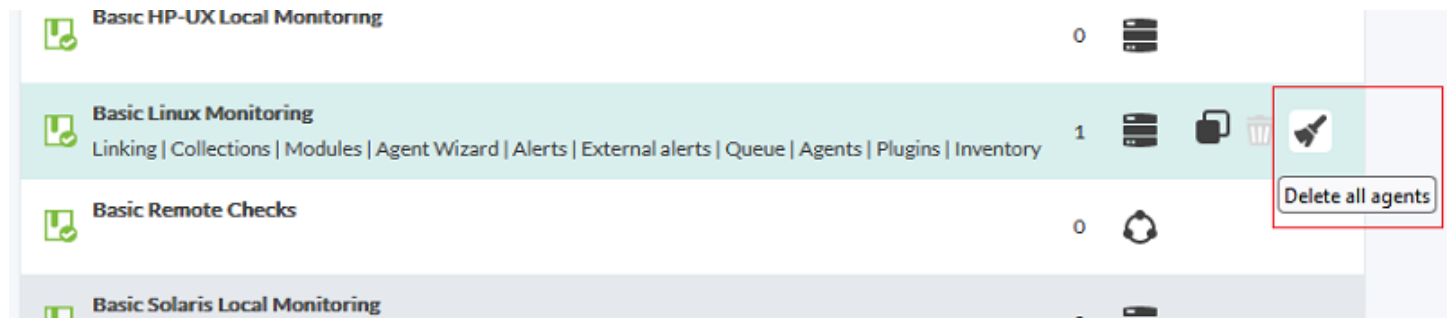 Basic HP-UX Local Monitoring
0
Basic Linux Monitoring
Linking | Collections | Modules | Agent Wizard | Alerts | External alerts | Queue | Agents | Plugins | Inventory
1
Delete all agents
Basic Remote Checks
0
Basic Solaris Local Monitoring